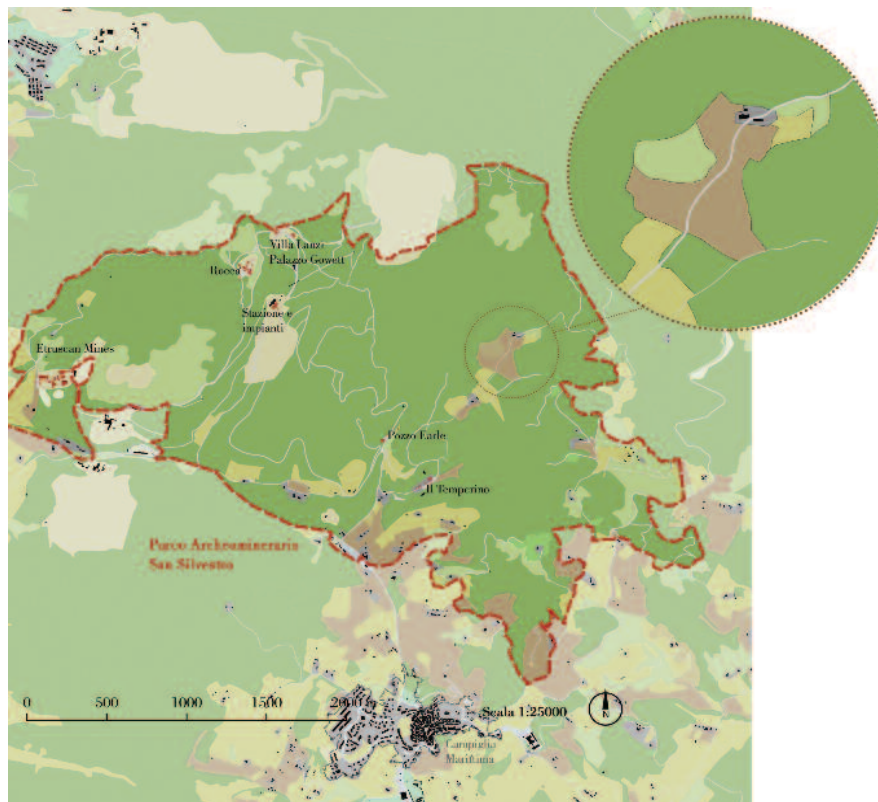 Villa Lanzi
Palazzo Gowett
Rocca
Stazione e
impianti
Etruscan Mines
Pozzo Earle
Il Temperino
Parco Archeominerario
San Silvestro
0 500 1000 1500 2000
Scala 1:25000
N
Campiglia
Marittima